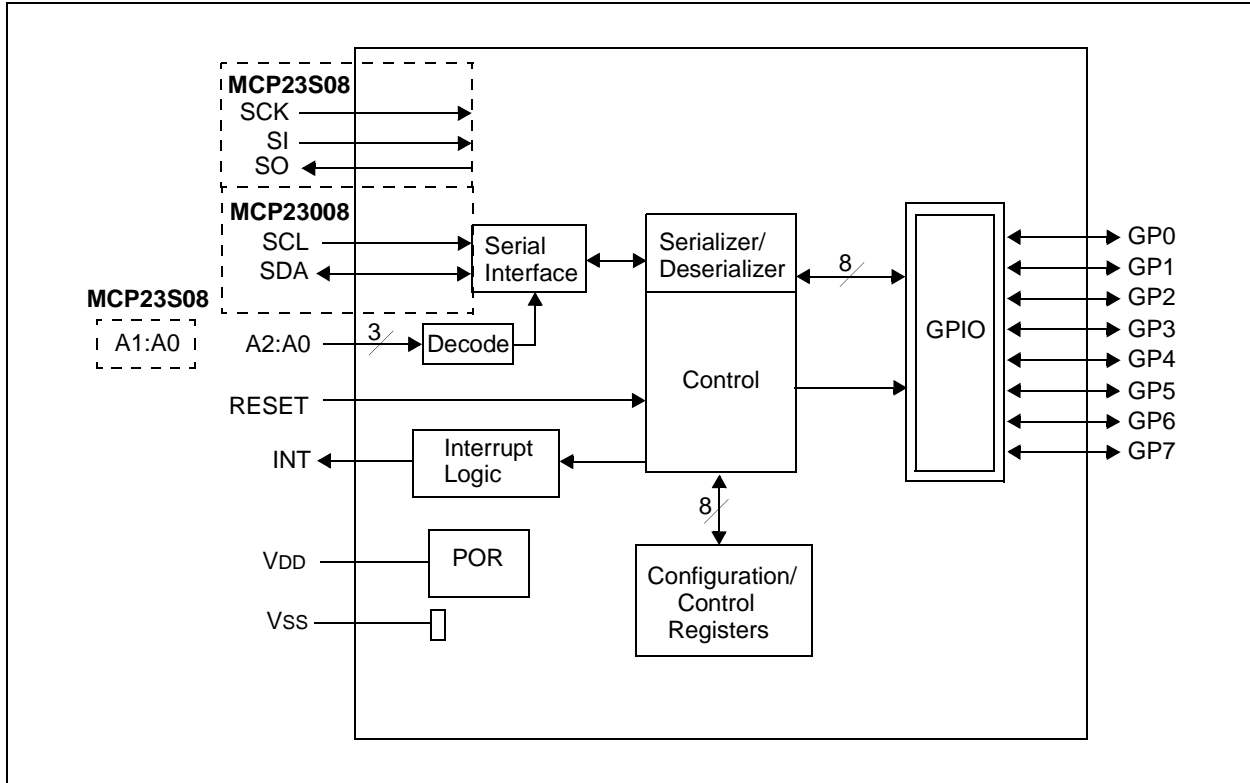 MCP23S08
SCK
SI
SO
MCP23008
SCL
SDA
MCP23S08
A1:A0
A2:A0
3
Decode
Serial
Interface
Serializer/
Deserializer
8
Control
GPIO
GP0
GP1
GP2
GP3
GP4
GP5
GP6
GP7
RESET
INT
Interrupt
Logic
8
VDD
POR
VSS
Configuration/
Control
Registers